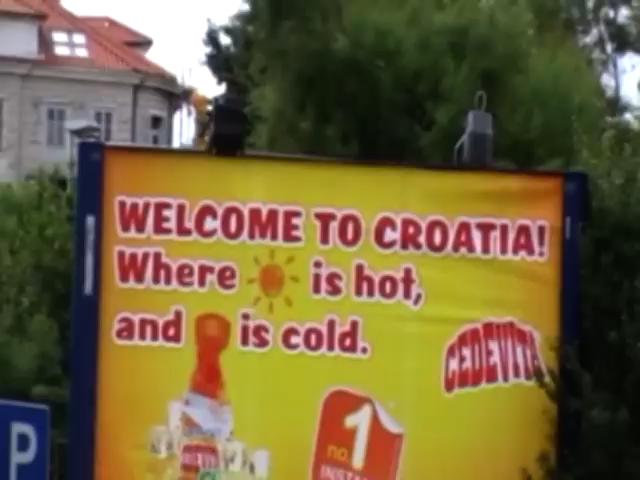 WELCOME TO CROATIA!
Where is hot,
and is cold.
CEDEVITA
no.1
P